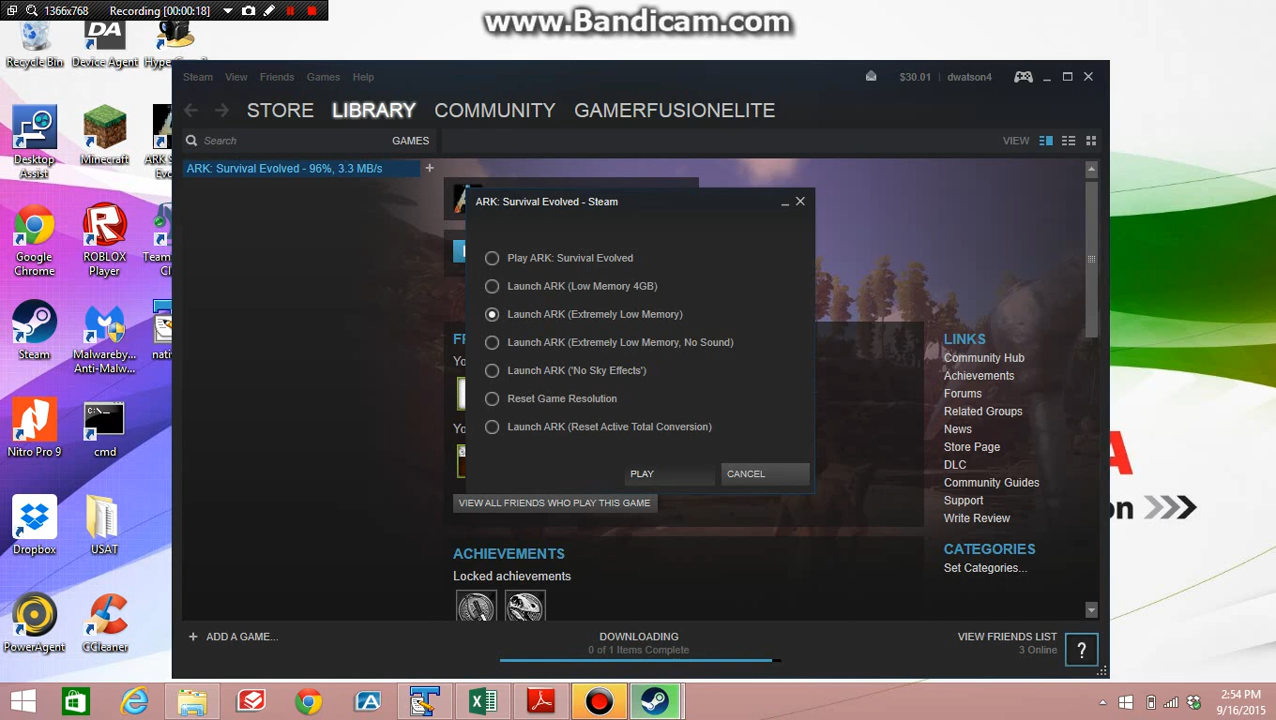 1366x768 Recording [00:00:18]
www.Bandicam.com
Recycle Bin
Device Agent
DA
Steam View Friends Games Help
$30.01 dwatson4
STORE LIBRARY COMMUNITY GAMERFUSIONELITE
Search GAMES VIEW
ARK: Survival Evolved - 96%, 3.3 MB/s
Desktop Assist
Minecraft
Google Chrome
ROBLOX Player
Steam
Malwareby... Anti-Malw...
Nitro Pro 9
cmd
C:\_
Dropbox
USAT
PowerAgent
CCleaner
ARK: Survival Evolved - Steam
Play ARK: Survival Evolved
Launch ARK (Low Memory 4GB)
Launch ARK (Extremely Low Memory)
Launch ARK (Extremely Low Memory, No Sound)
Launch ARK ('No Sky Effects')
Reset Game Resolution
Launch ARK (Reset Active Total Conversion)
PLAY CANCEL
VIEW ALL FRIENDS WHO PLAY THIS GAME
ACHIEVEMENTS
Locked achievements
LINKS
Community Hub
Achievements
Forums
Related Groups
News
Store Page
DLC
Community Guides
Support
Write Review
CATEGORIES
Set Categories...
+ ADD A GAME...
DOWNLOADING
0 of 1 Items Complete
VIEW FRIENDS LIST
3 Online
?
2:54 PM
9/16/2015